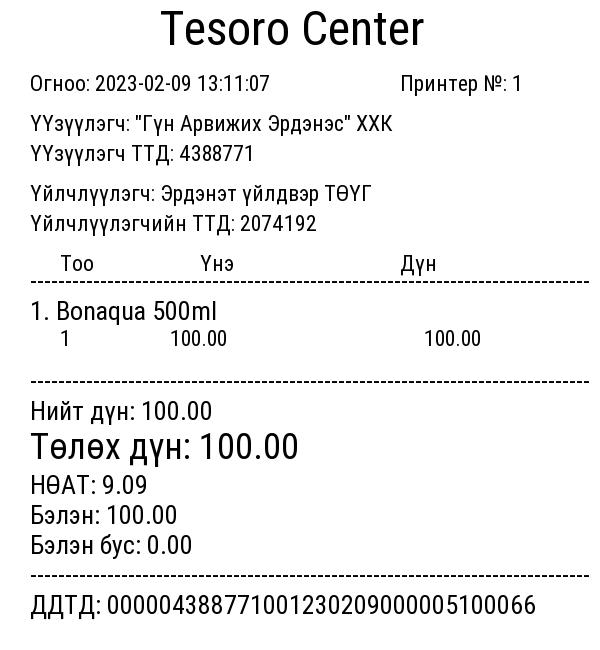 Tesoro Center
Огноо: 2023-02-09 13:11:07 Принтер №: 1
ҮҮзүүлэгч: "Гүн Арвижих Эрдэнэс" ХХК
ҮҮзүүлэгч ТТД: 4388771
Үйлчлүүлэгч: Эрдэнэт үйлдвэр ТӨҮГ
Үйлчлүүлэгчийн ТТД: 2074192
Тоо Үнэ Дүн
1. Bonaqua 500ml
1 100.00 100.00
Нийт дүн: 100.00
Төлөх дүн: 100.00
НӨАТ: 9.09
Бэлэн: 100.00
Бэлэн бус: 0.00
ДДТД: 000004388771001230209000005100066